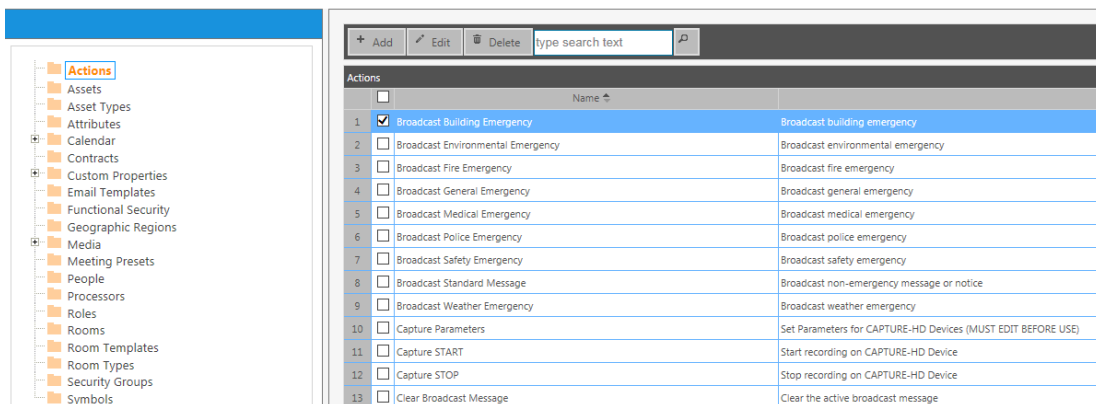 Actions
Assets
Asset Types
Attributes
Calendar
Contracts
Custom Properties
Email Templates
Functional Security
Geographic Regions
Media
Meeting Presets
People
Processors
Roles
Rooms
Room Templates
Room Types
Security Groups
Symbols
Add Edit Delete type search text
Actions
Name
1 Broadcast Building Emergency Broadcast building emergency
2 Broadcast Environmental Emergency Broadcast environmental emergency
3 Broadcast Fire Emergency Broadcast fire emergency
4 Broadcast General Emergency Broadcast general emergency
5 Broadcast Medical Emergency Broadcast medical emergency
6 Broadcast Police Emergency Broadcast police emergency
7 Broadcast Safety Emergency Broadcast safety emergency
8 Broadcast Standard Message Broadcast non-emergency message or notice
9 Broadcast Weather Emergency Broadcast weather emergency
10 Capture Parameters Set Parameters for CAPTURE-HD Devices (MUST EDIT BEFORE USE)
11 Capture START Start recording on CAPTURE-HD Device
12 Capture STOP Stop recording on CAPTURE-HD Device
13 Clear Broadcast Message Clear the active broadcast message